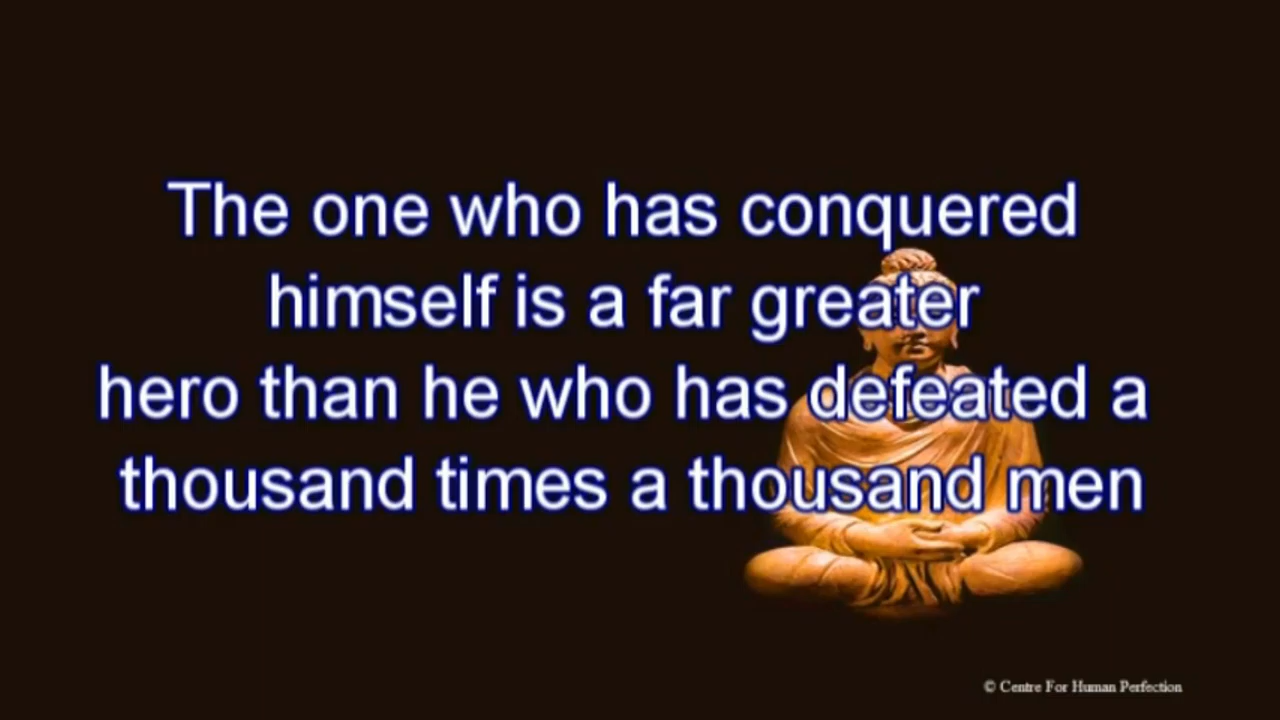 The one who has conquered
himself is a far greater
hero than he who has defeated a
thousand times a thousand men
© Centre For Human Perfection